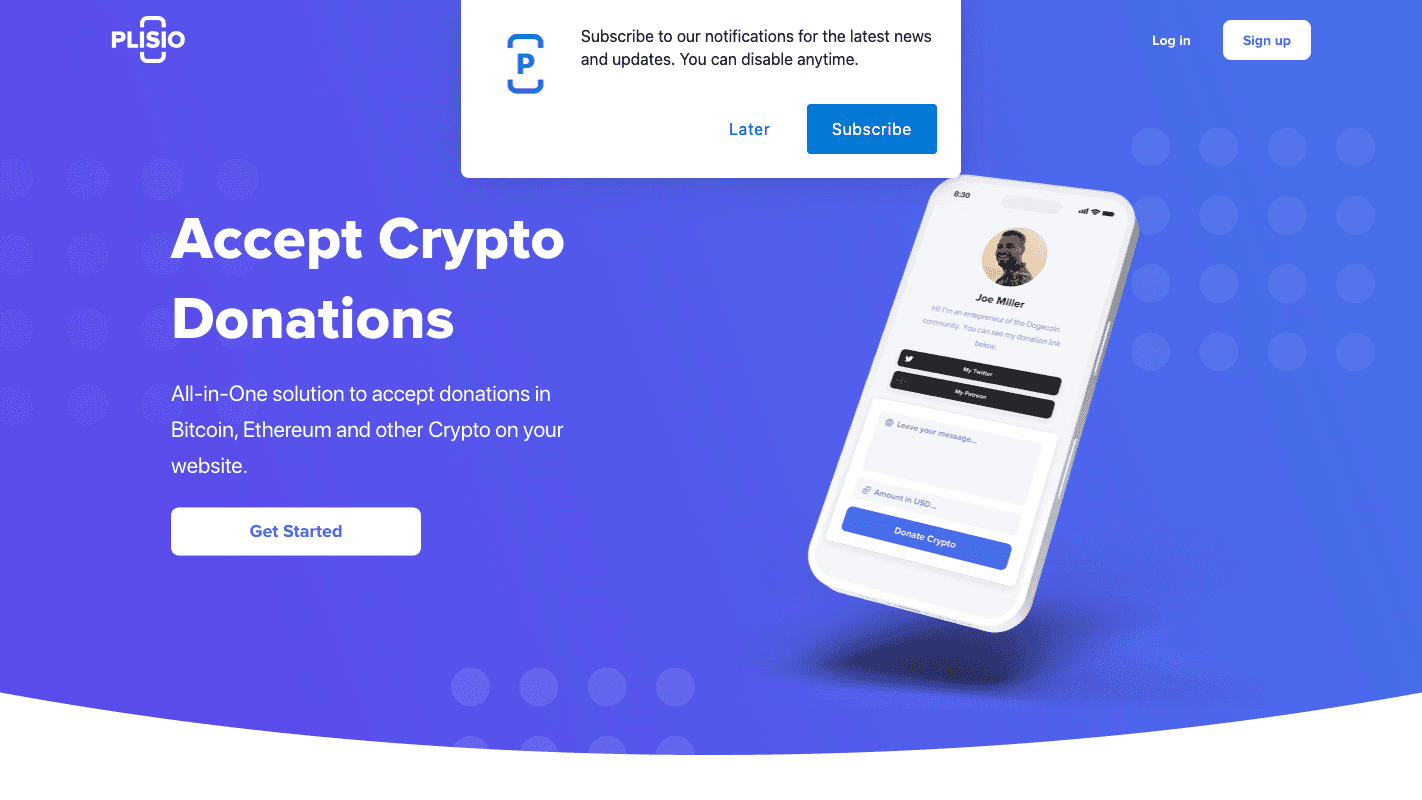 PLISIO
P
Subscribe to our notifications for the latest news
and updates. You can disable anytime.
Later
Subscribe
Log in
Sign up
Accept Crypto
Donations
All-in-One solution to accept donations in
Bitcoin, Ethereum and other Crypto on your
website.
Get Started
8:30
Joe Miller
Hi! I'm an entepreneur of the Dogecoin
community. You can see my donation link
below.
My Twitter
My Patreon
Leave your message...
Amount in USD...
Donate Crypto